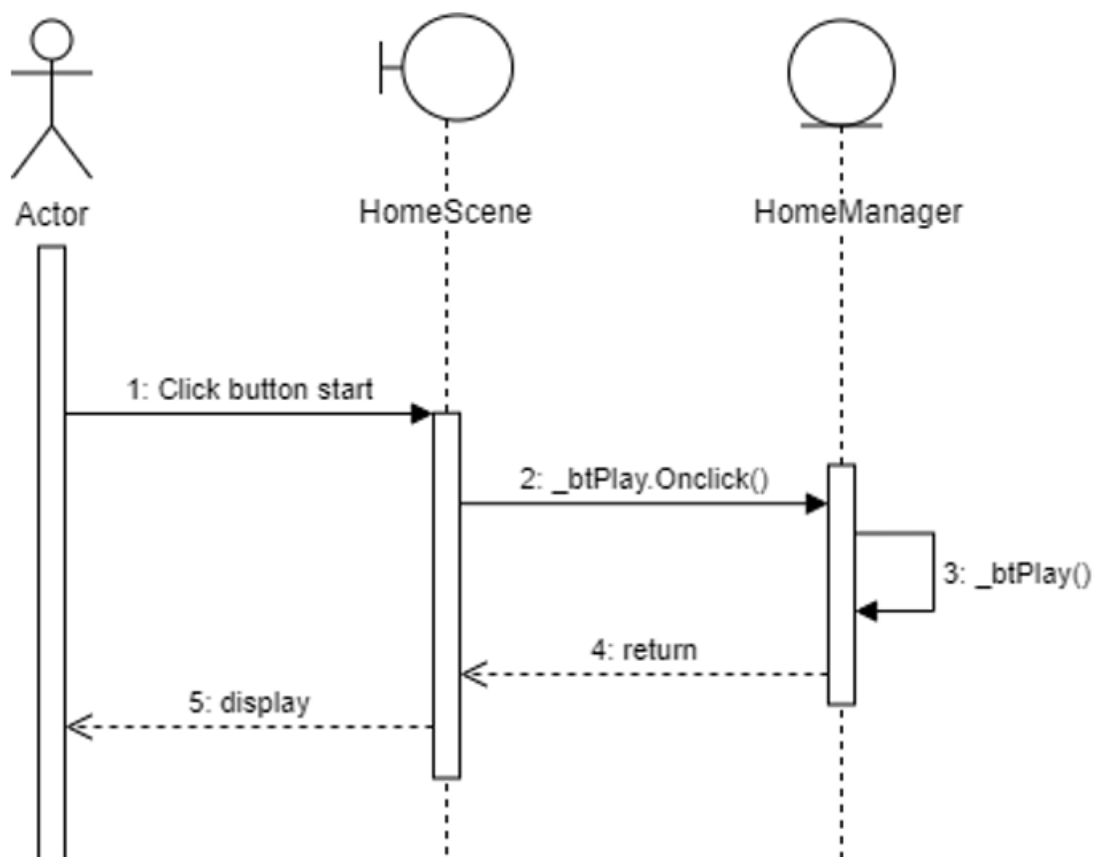 Actor
HomeScene
HomeManager
1: Click button start
2: _btPlay.Onclick()
3: _btPlay()
4: return
5: display